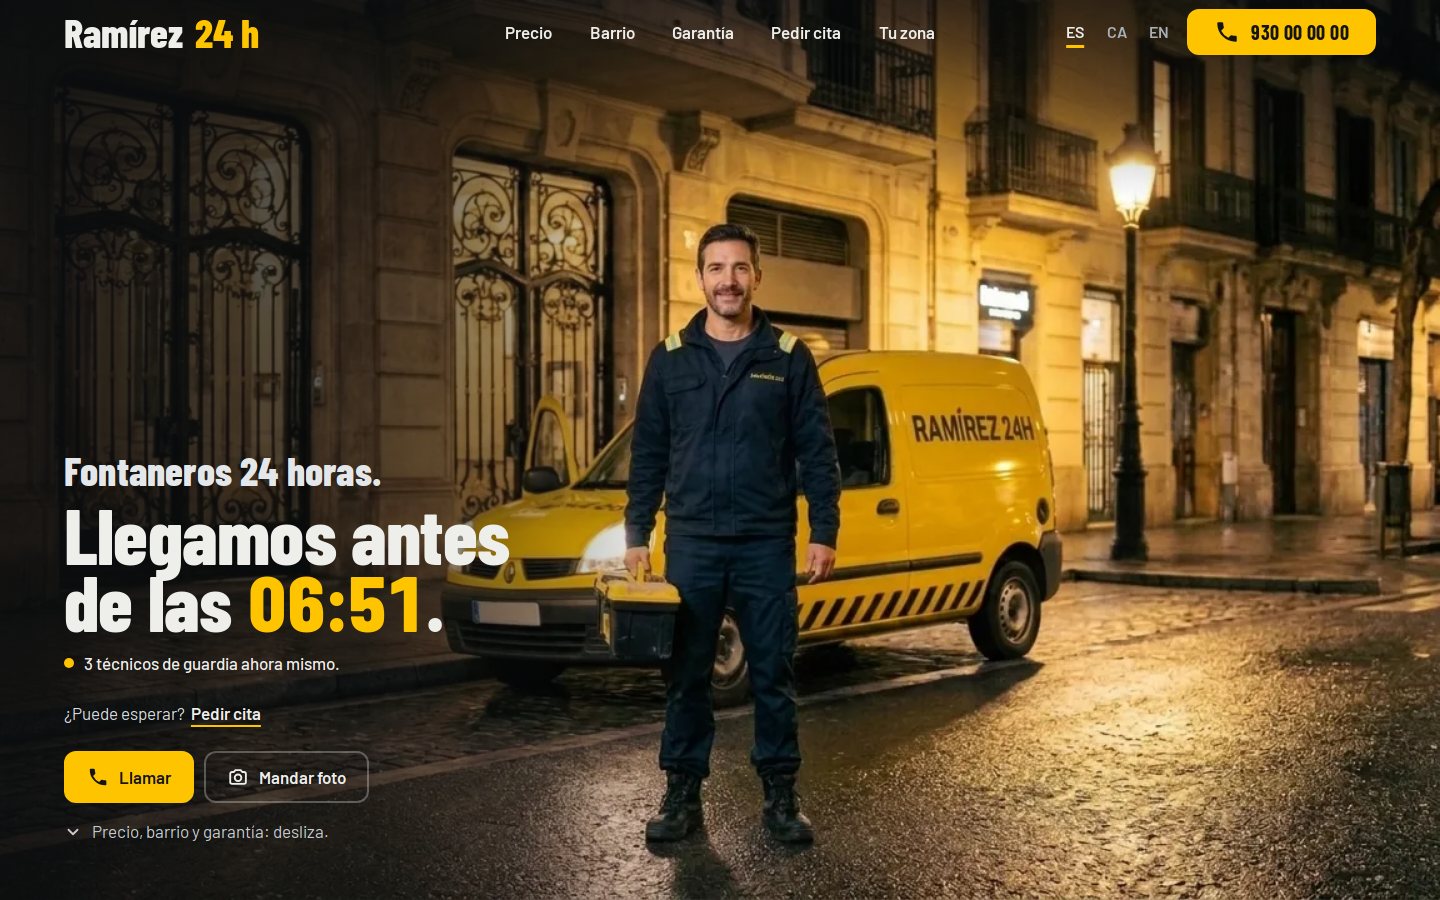 Ramírez 24 h
Precio
Barrio
Garantía
Pedir cita
Tu zona
ES
CA
EN
930 00 00 00
RAMÍREZ 24H
Fontaneros 24 horas.
Llegamos antes
de las 06:51.
3 técnicos de guardia ahora mismo.
¿Puede esperar? Pedir cita
Llamar
Mandar foto
Precio, barrio y garantía: desliza.